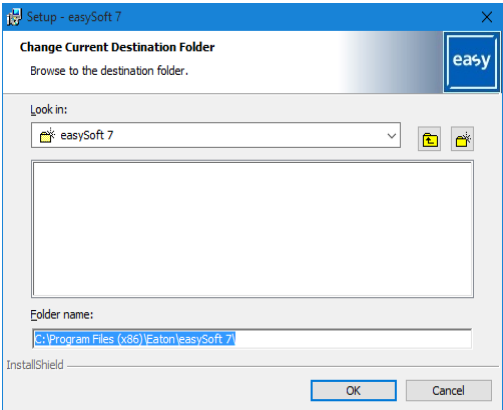 Setup - easySoft 7
Change Current Destination Folder
Browse to the destination folder.
easy
Look in:
easySoft 7
Folder name:
C:\Program Files (x86)\Eaton\easySoft 7\
InstallShield
OK Cancel